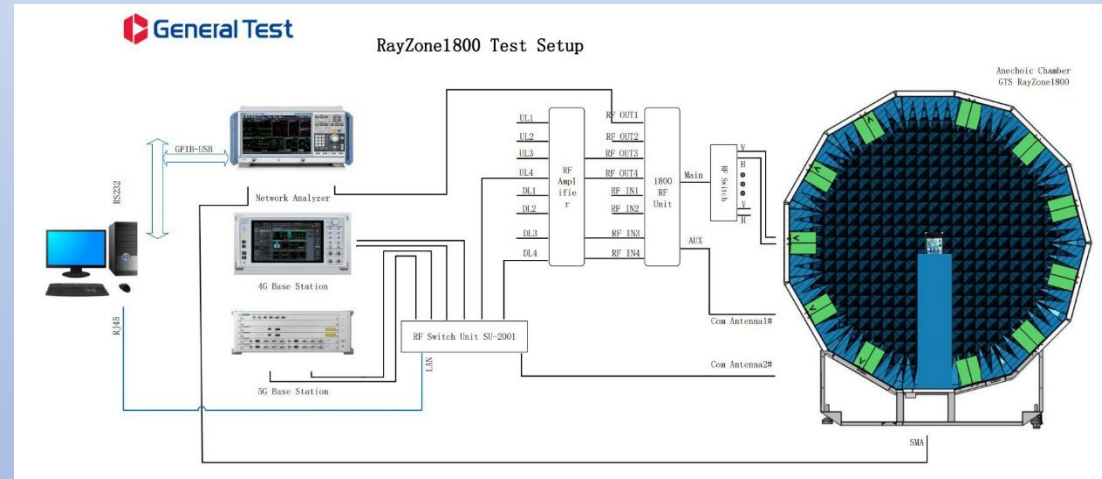 General Test
RayZone1800 Test Setup
Anechoic Chamber
GTS RayZone1800
GPIB-USB
RS232
Network Analyzer
4G Base Station
5G Base Station
RJ45
LAN
RF Switch Unit SU-2001
UL1
UL2
UL3
UL4
DL1
DL2
DL3
DL4
RF
Ampl
ifie
r
RF OUT1
RF OUT2
RF OUT3
RF OUT4
RF IN1
RF IN2
RF IN3
RF IN4
1800
RF
Unit
Main
AUX
RF Switch
V
H
V
H
Com Antenna1#
Com Antenna2#
SMA